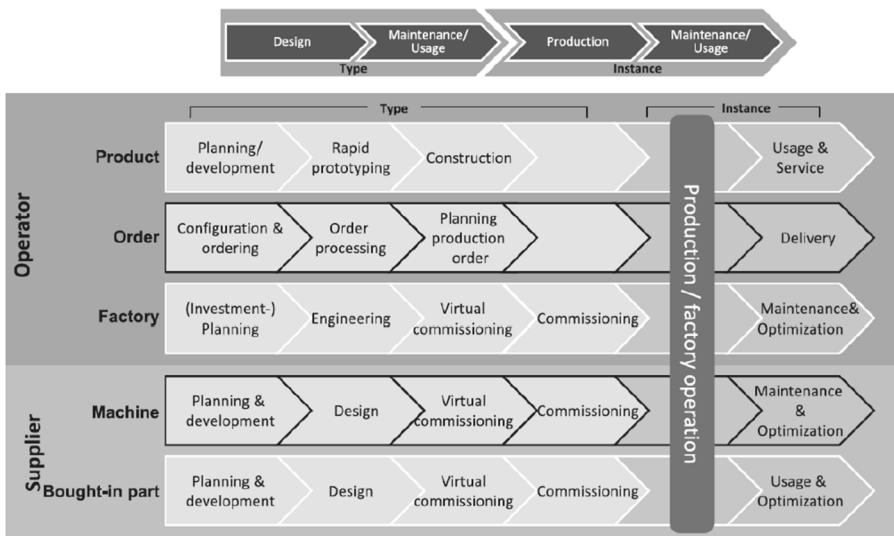 Design
Maintenance/
Usage
Production
Maintenance/
Usage
Type
Instance
Type
Instance
Operator
Product
Planning/
development
Rapid
prototyping
Construction
Usage &
Service
Order
Configuration &
ordering
Order
processing
Planning
production
order
Delivery
Factory
(Investment-)
Planning
Engineering
Virtual
commissioning
Commissioning
Maintenance&
Optimization
Production / factory operation
Supplier
Machine
Planning &
development
Design
Virtual
commissioning
Commissioning
Maintenance
&
Optimization
Bought-in part
Planning &
development
Design
Virtual
commissioning
Commissioning
Usage &
Optimization